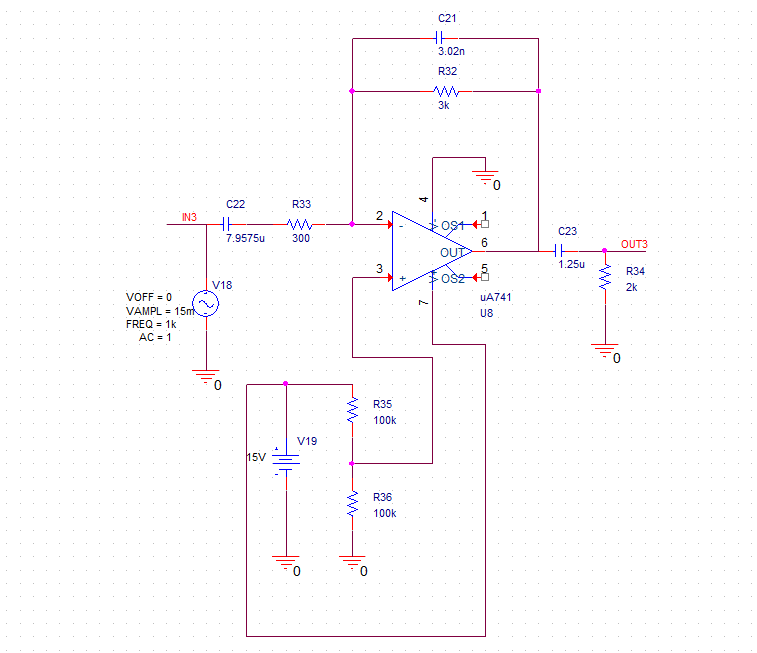 C21
3.02n
R32
3k
4
0
C22
R33
IN3
2
-
OS1
1
7.9575u
300
6
C23
OUT3
OUT
1.25u
3
+
OS2
5
R34
2k
V18
7
uA741
U8
VOFF = 0
VAMPL = 15m
FREQ = 1k
AC = 1
0
0
R35
100k
V19
15V
R36
100k
0
0